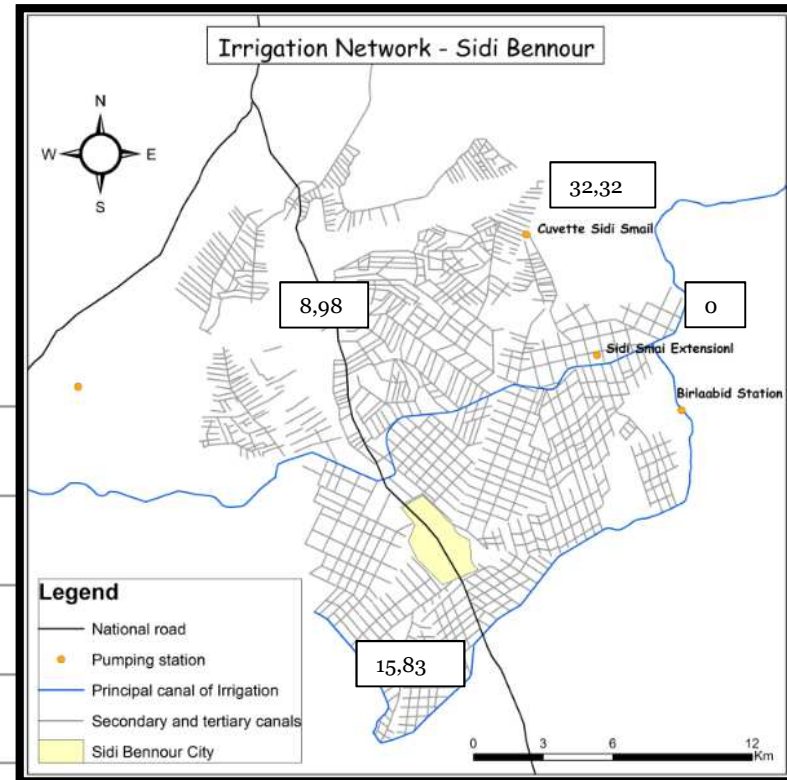 Irrigation Network - Sidi Bennour
N
W E
S
32,32
Cuvette Sidi Smail
8,98
0
Sidi Smai Extensionl
Birlaabid Station
Legend
National road
Pumping station
Principal canal of Irrigation
Secondary and tertiary canals
Sidi Bennour City
15,83
0 3 6 12
Km